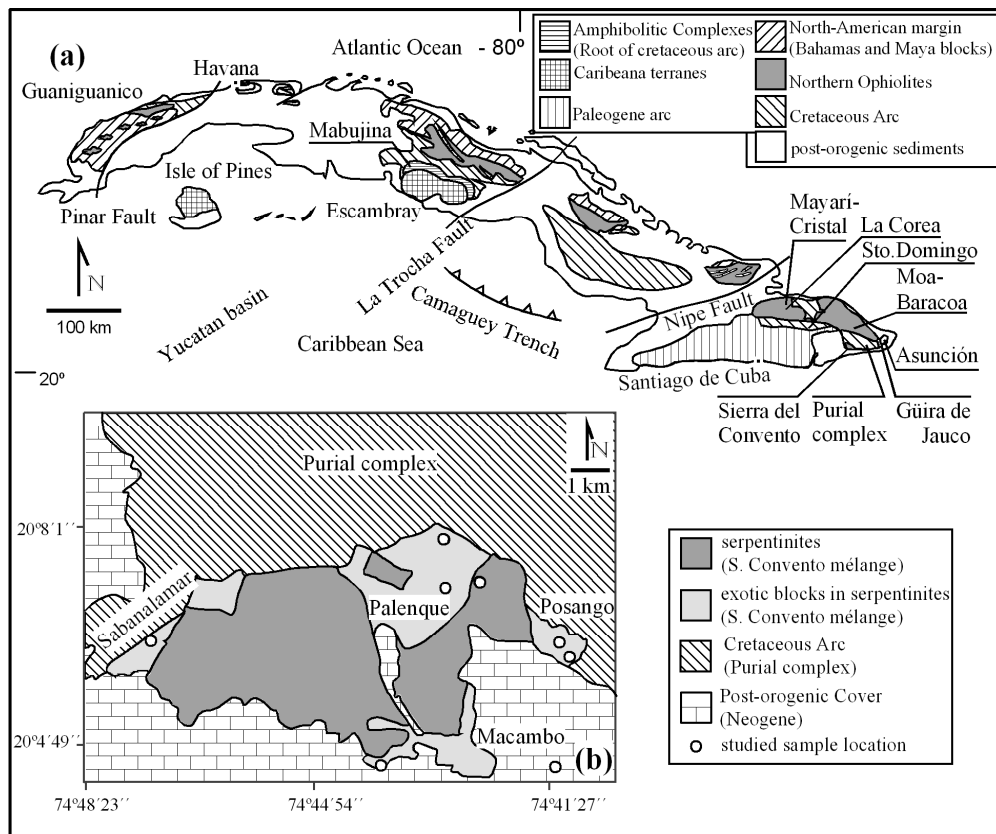 (a)
Atlantic Ocean
- 80º
Amphibolitic Complexes
(Root of cretaceous arc)
Caribeana terranes
Paleogene arc
North-American margin
(Bahamas and Maya blocks)
Northern Ophiolites
Cretaceous Arc
post-orogenic sediments
Havana
Guaniguanico
Mabujina
Isle of Pines
Pinar Fault
Escambray
La Trocha Fault
Camaguey Trench
Yucatan basin
Caribbean Sea
N
100 km
20º
Mayarí-
Cristal
La Corea
Sto. Domingo
Moa-
Baracoa
Nipe Fault
Asunción
Santiago de Cuba
Sierra del
Convento
Purial
complex
Güira de
Jauco
Purial complex
N
1 km
20º8´1´´
Sabanalamar
Palenque
Posango
20º4´49´´
Macambo
(b)
74º48´23´´
74º44´54´´
74º41´27´´
serpentinites
(S. Convento mélange)
exotic blocks in serpentinites
(S. Convento mélange)
Cretaceous Arc
(Purial complex)
Post-orogenic Cover
(Neogene)
studied sample location